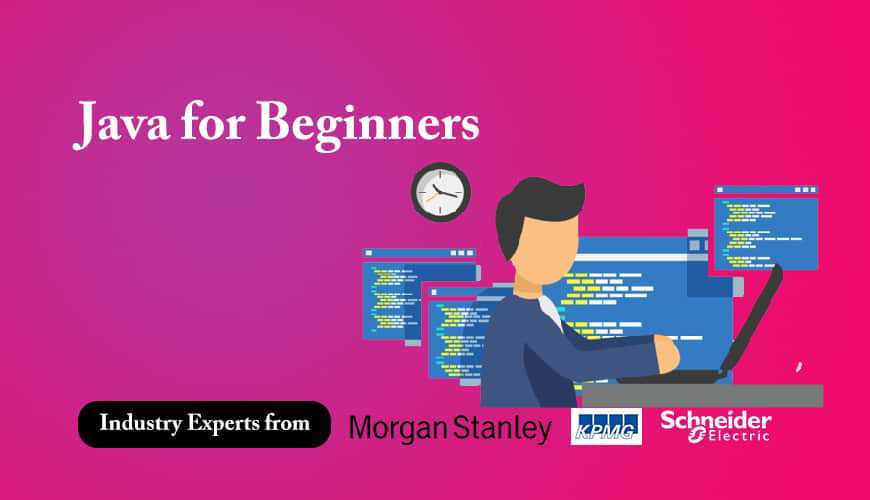 Java for Beginners
Industry Experts from
Morgan Stanley
KPMG
Schneider
Electric